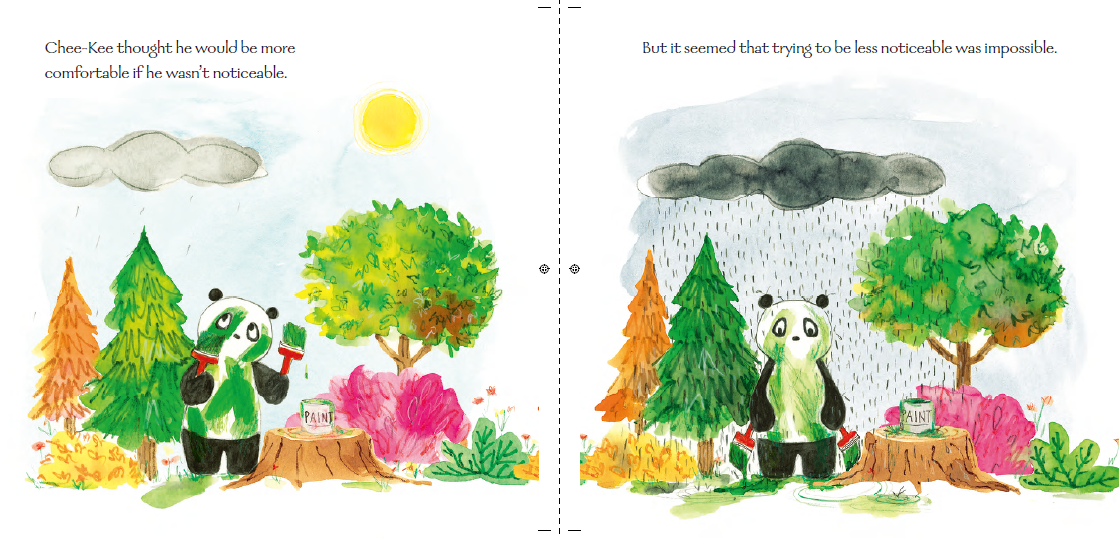 Chee-Kee thought he would be more
comfortable if he wasn't noticeable.
PAINT
But it seemed that trying to be less noticeable was impossible.
PAINT